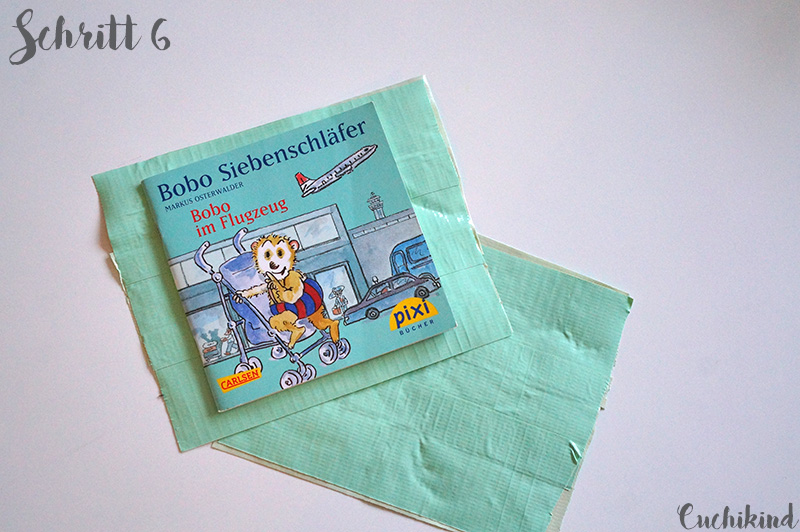 Schritt 6
Bobo Siebenschläfer
MARKUS OSTERWALDER
Bobo
im Flugzeug
pixi
BÜCHER
CARLSEN
Cuchikind